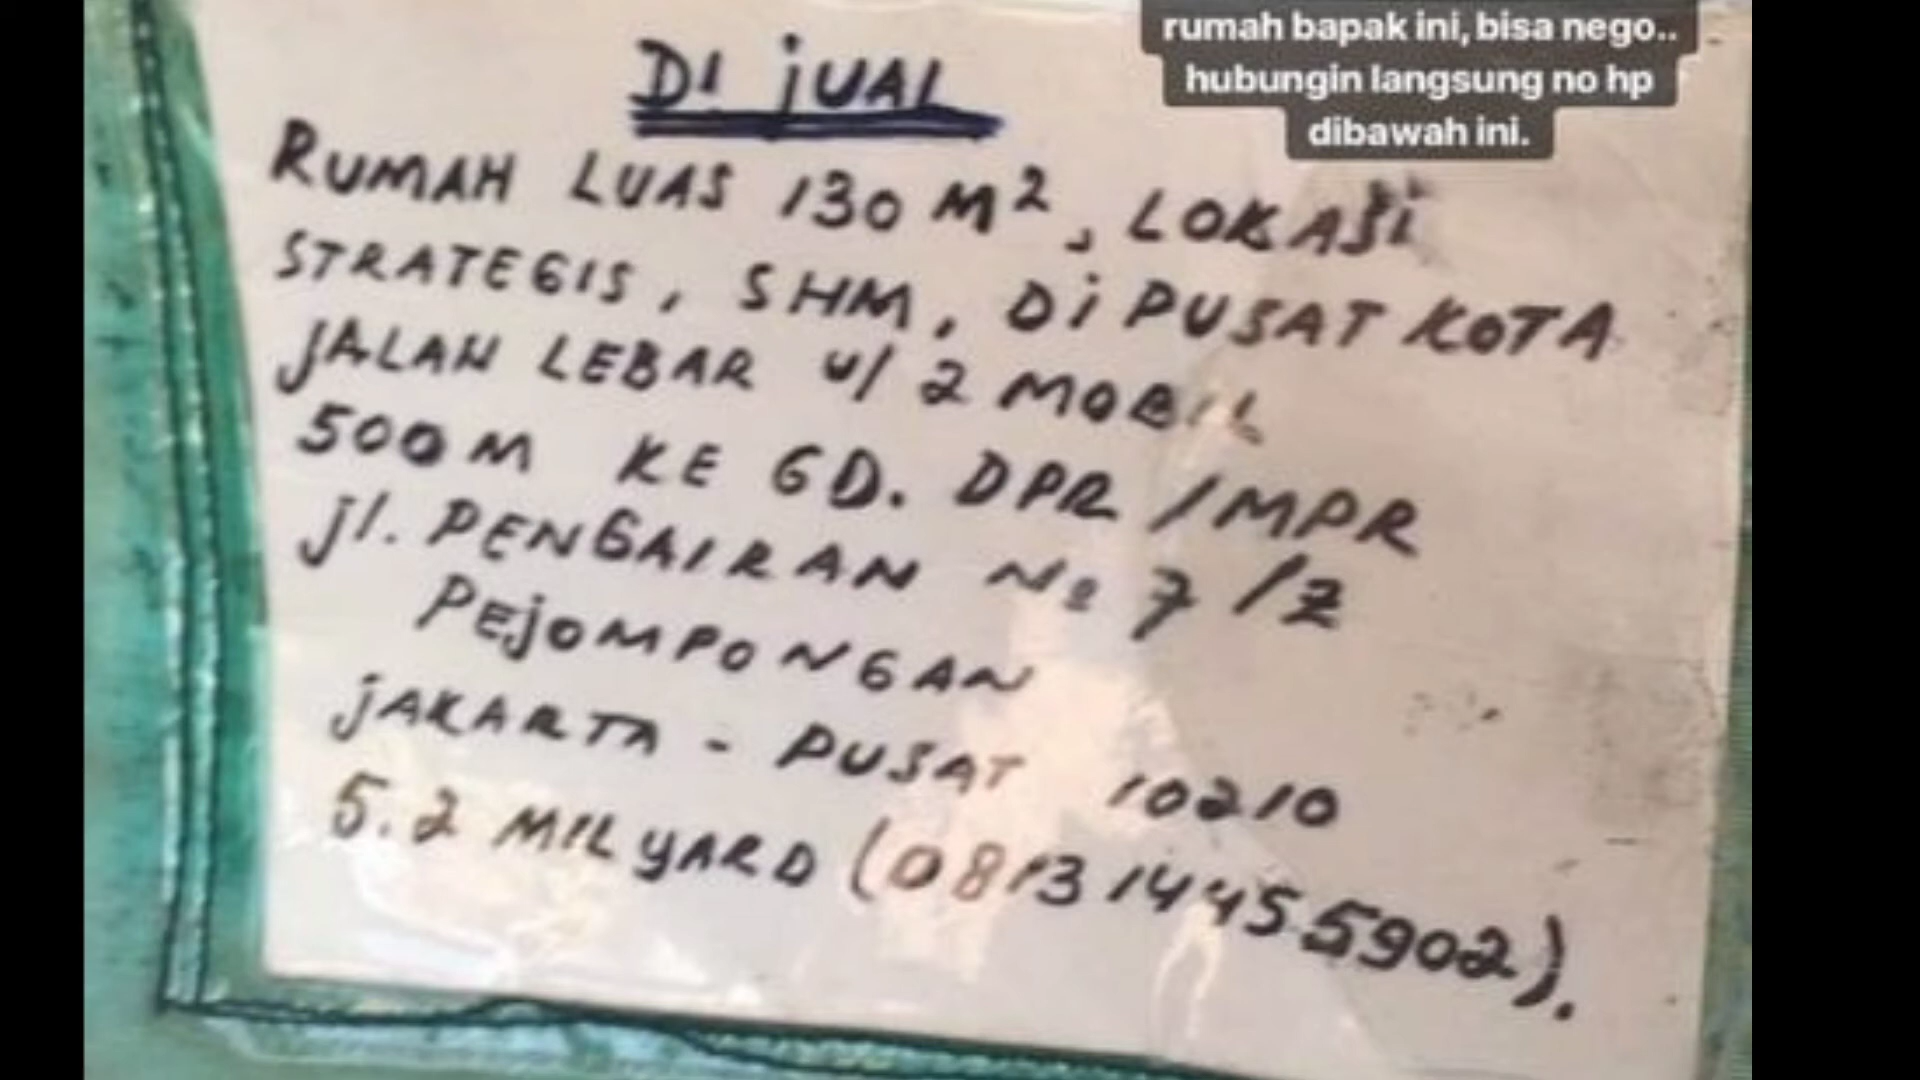 rumah bapak ini, bisa nego..
hubungin langsung no hp
dibawah ini.
DI jUAL
RUMAH LUAS 130 M², LOKASi
STRATEGIS, SHM, Di PUSAT KOTA
jALAN LEBAR u/ 2 MOBIL
500 M KE GD. DPR / MPR
jl. PENGAIRAN No 7/2
PEjOMPONGAN
jAKARTA - PUSAT 10210
5.2 MILYARD (081314455902).